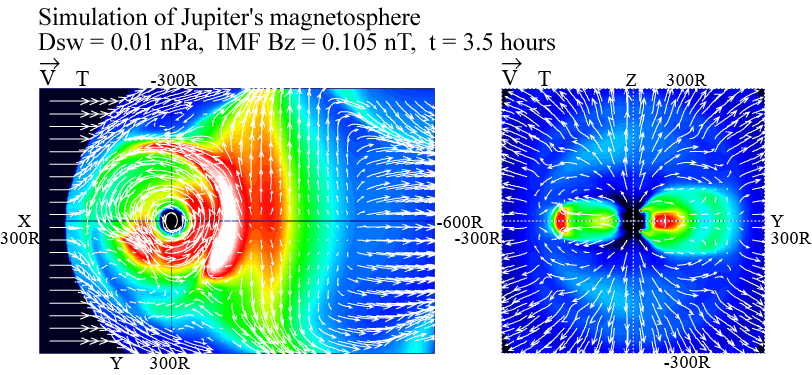 Simulation of Jupiter's magnetosphere
Dsw = 0.01 nPa, IMF Bz = 0.105 nT, t = 3.5 hours
V T -300R
V T Z 300R
X
300R
-600R
-300R
Y
300R
Y 300R
-300R